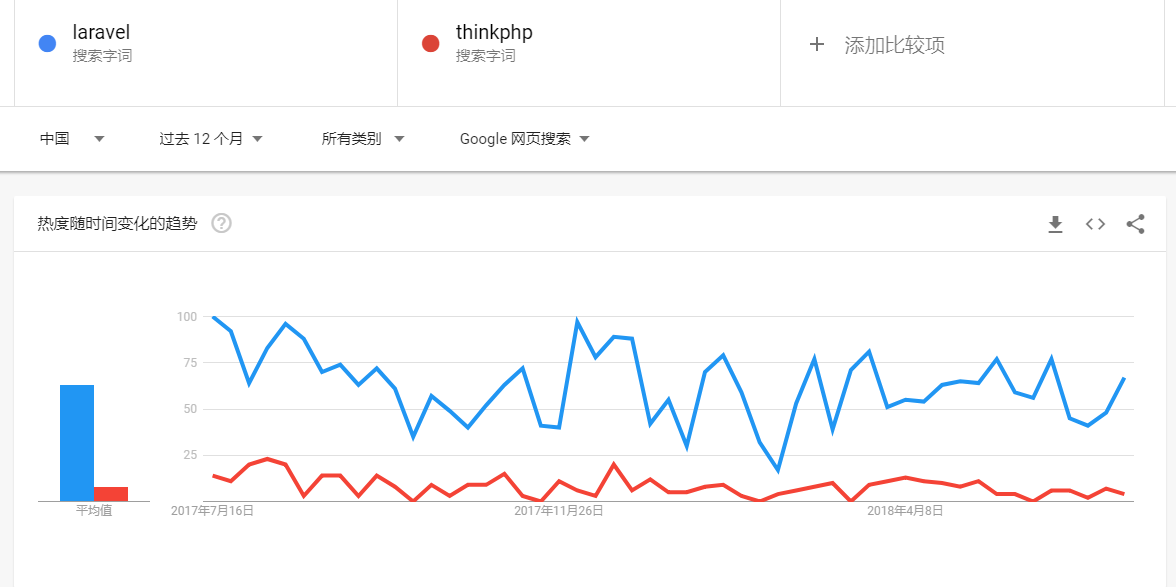 laravel
搜索字词
thinkphp
搜索字词
+ 添加比较项
中国
过去 12 个月
所有类别
Google 网页搜索
热度随时间变化的趋势
?
100
75
50
25
平均值
2017年7月16日
2017年11月26日
2018年4月8日